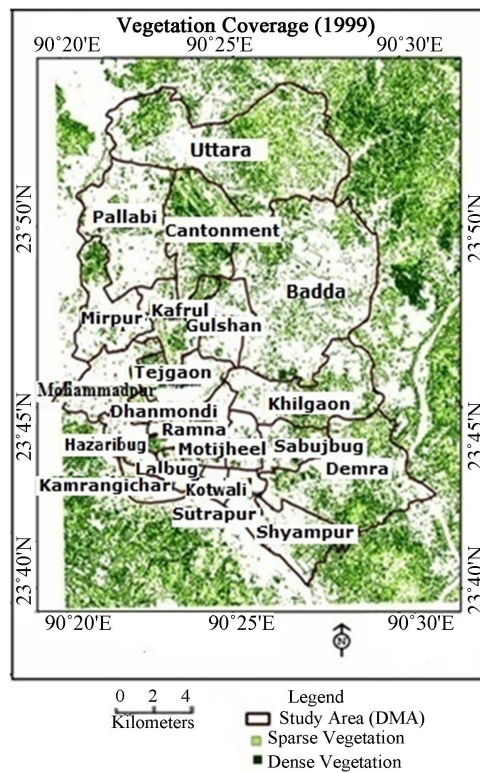 Vegetation Coverage (1999)
90˚20'E 90˚25'E 90˚30'E
Uttara
23˚50'N
23˚50'N
Pallabi
Cantonment
Badda
Kafrul
Mirpur
Gulshan
Tejgaon
Mohammadpur
Khilgaon
Dhanmondi
23˚45'N
23˚45'N
Ramna
Hazaribug
Motijheel
Sabujbug
Lalbug
Demra
Kamrangichar
Kotwali
Sutrapur
Shyampur
23˚40'N
23˚40'N
90˚20'E 90˚25'E 90˚30'E
N
0 2 4
Kilometers
Legend
Study Area (DMA)
Sparse Vegetation
Dense Vegetation